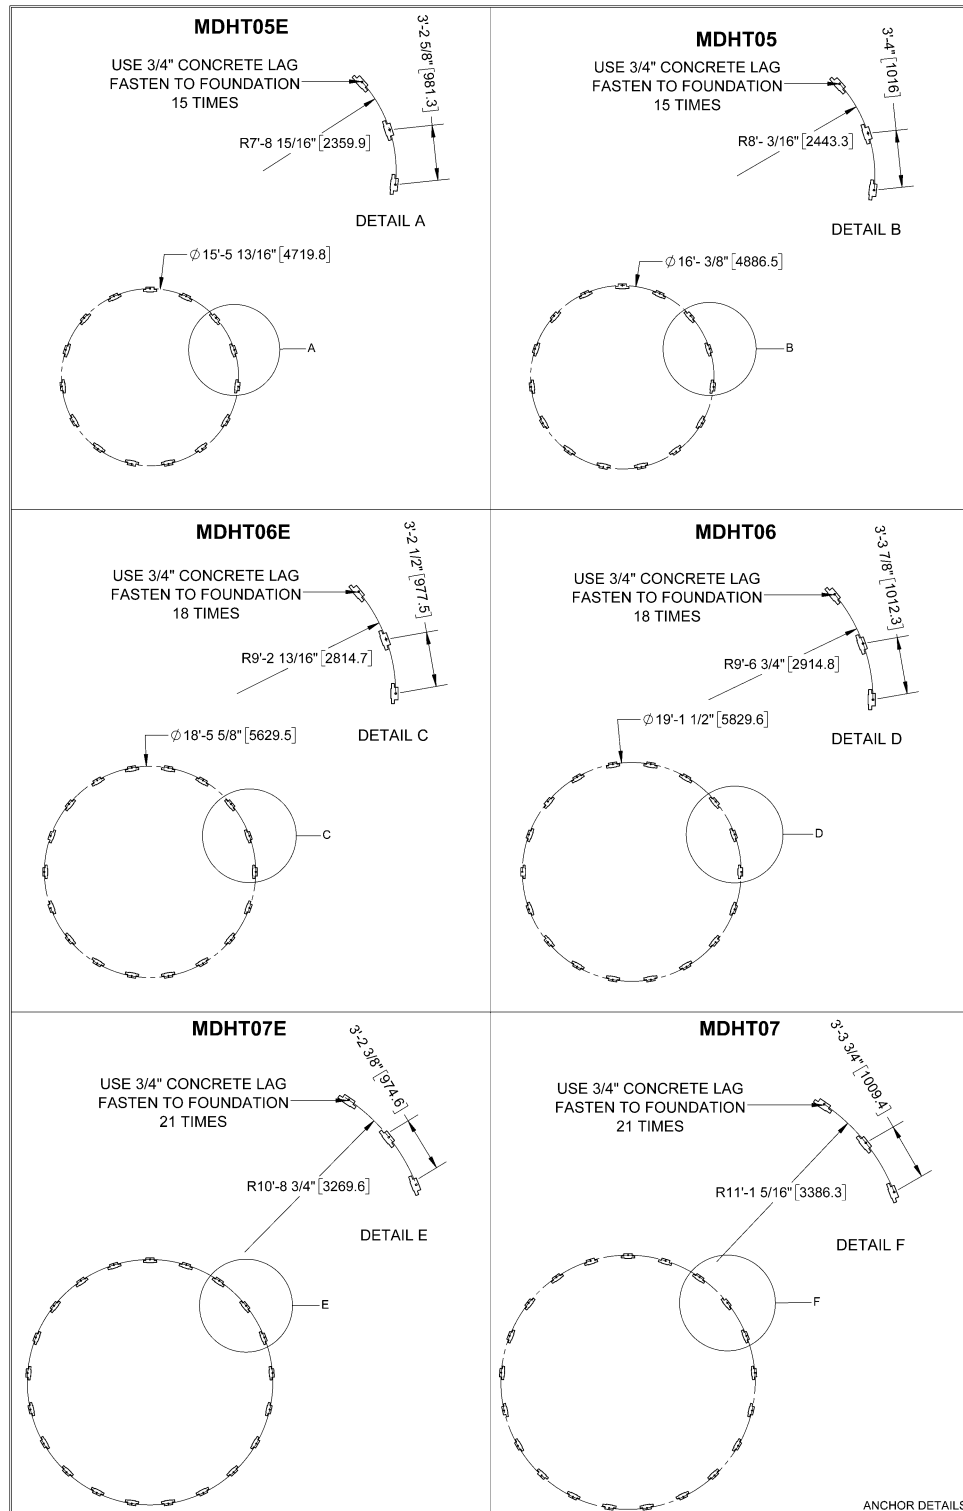 MDHT05E
3'-2 5/8" [981.3]
USE 3/4" CONCRETE LAG
FASTEN TO FOUNDATION
15 TIMES
R7'-8 15/16" [2359.9]
DETAIL A
Ø 15'-5 13/16" [4719.8]
A
MDHT05
3'-4" [1016]
USE 3/4" CONCRETE LAG
FASTEN TO FOUNDATION
15 TIMES
R8'- 3/16" [2443.3]
DETAIL B
Ø 16'- 3/8" [4886.5]
B
MDHT06E
3'-2 1/2" [977.5]
USE 3/4" CONCRETE LAG
FASTEN TO FOUNDATION
18 TIMES
R9'-2 13/16" [2814.7]
DETAIL C
Ø 18'-5 5/8" [5629.5]
C
MDHT06
3'-3 7/8" [1012.3]
USE 3/4" CONCRETE LAG
FASTEN TO FOUNDATION
18 TIMES
R9'-6 3/4" [2914.8]
DETAIL D
Ø 19'-1 1/2" [5829.6]
D
MDHT07E
3'-2 3/8" [974.6]
USE 3/4" CONCRETE LAG
FASTEN TO FOUNDATION
21 TIMES
R10'-8 3/4" [3269.6]
DETAIL E
E
MDHT07
3'-3 3/4" [1009.4]
USE 3/4" CONCRETE LAG
FASTEN TO FOUNDATION
21 TIMES
R11'-1 5/16" [3386.3]
DETAIL F
F
ANCHOR DETAILS